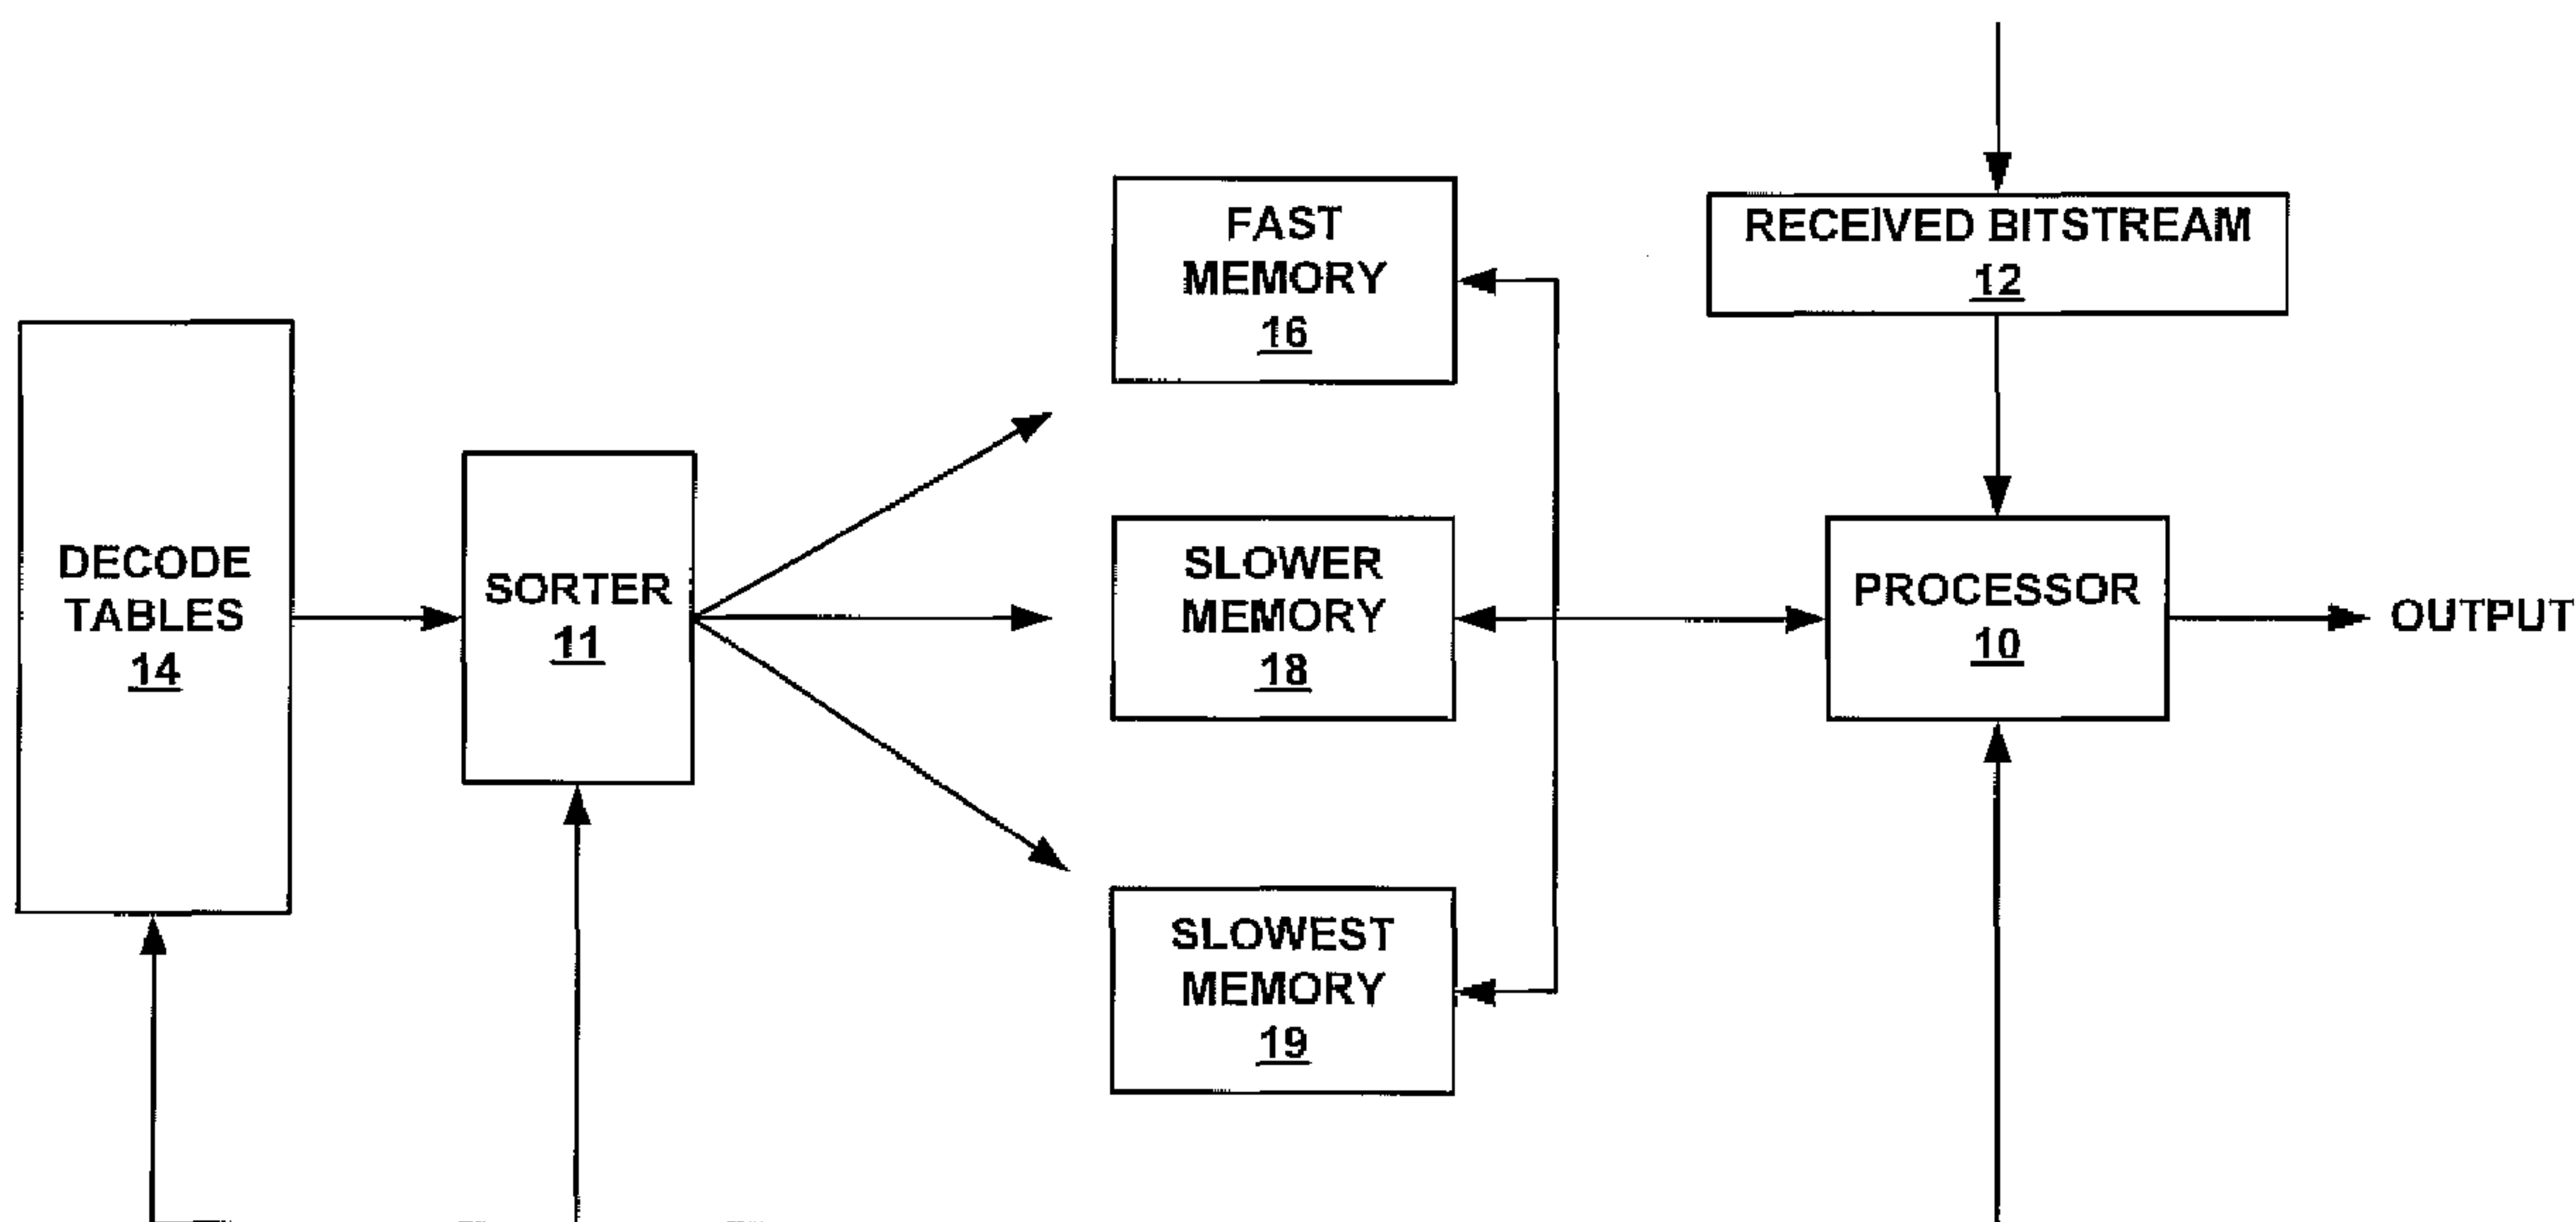 FAST
MEMORY
16
RECEIVED BITSTREAM
12
DECODE
TABLES
14
SORTER
11
SLOWER
MEMORY
18
PROCESSOR
10
OUTPUT
SLOWEST
MEMORY
19